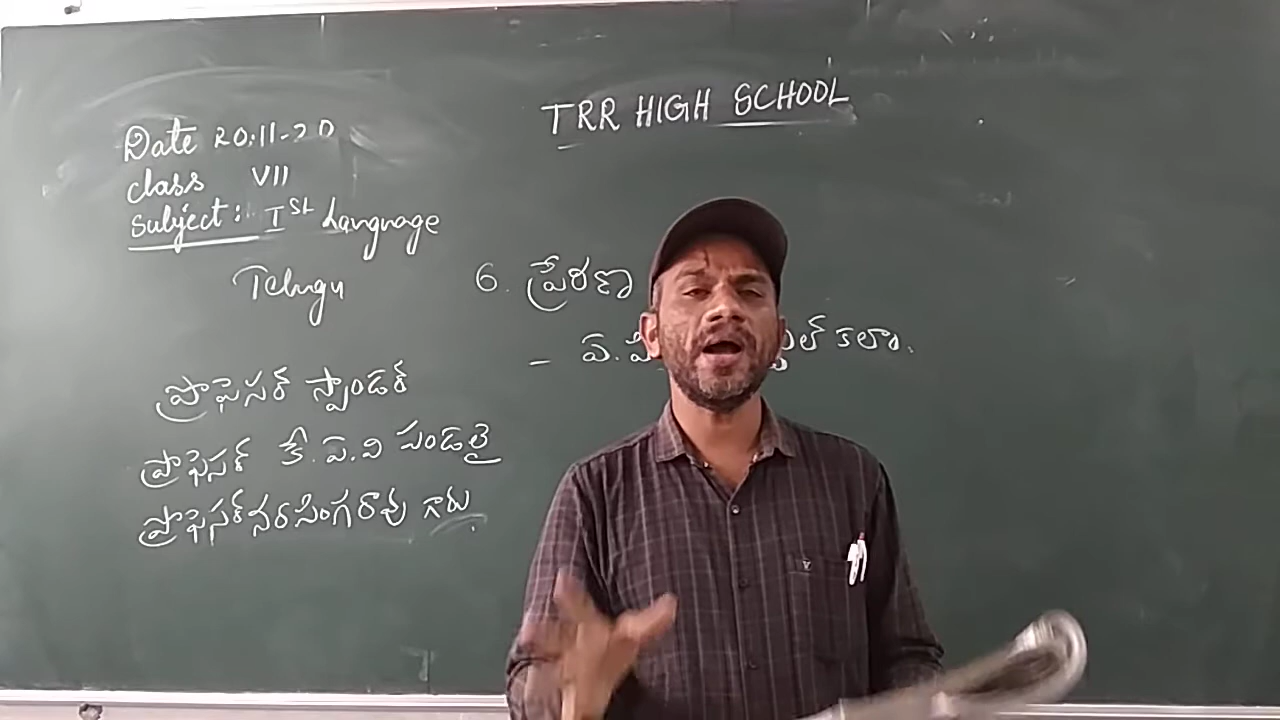 TRR HIGH SCHOOL
Date 20.11-20
class VII
Subject: Ist Language
Telugu
6. ప్రేరణ
- ఏ.పి కలాం.
ప్రొఫెసర్ స్పాండర్
ప్రొఫెసర్ కే.ఏ.వి పండలై
ప్రొఫెసర్ నరసింగరావు గారు.